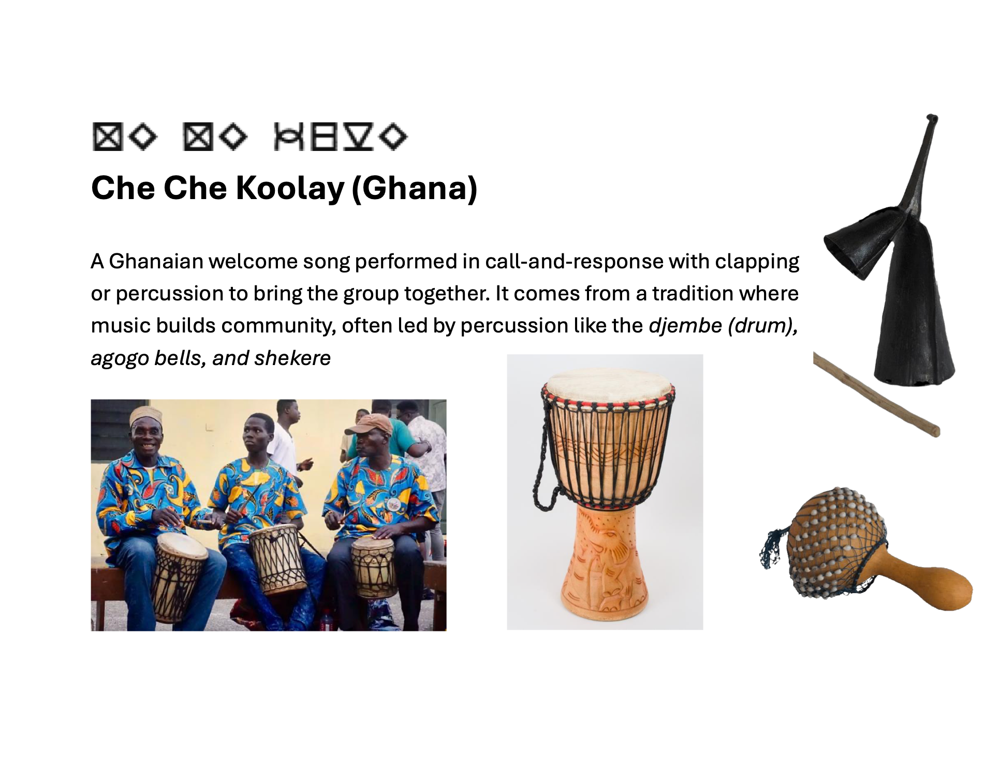 Che Che Koolay (Ghana)
A Ghanaian welcome song performed in call-and-response with clapping
or percussion to bring the group together. It comes from a tradition where
music builds community, often led by percussion like the djembe (drum),
agogo bells, and shekere